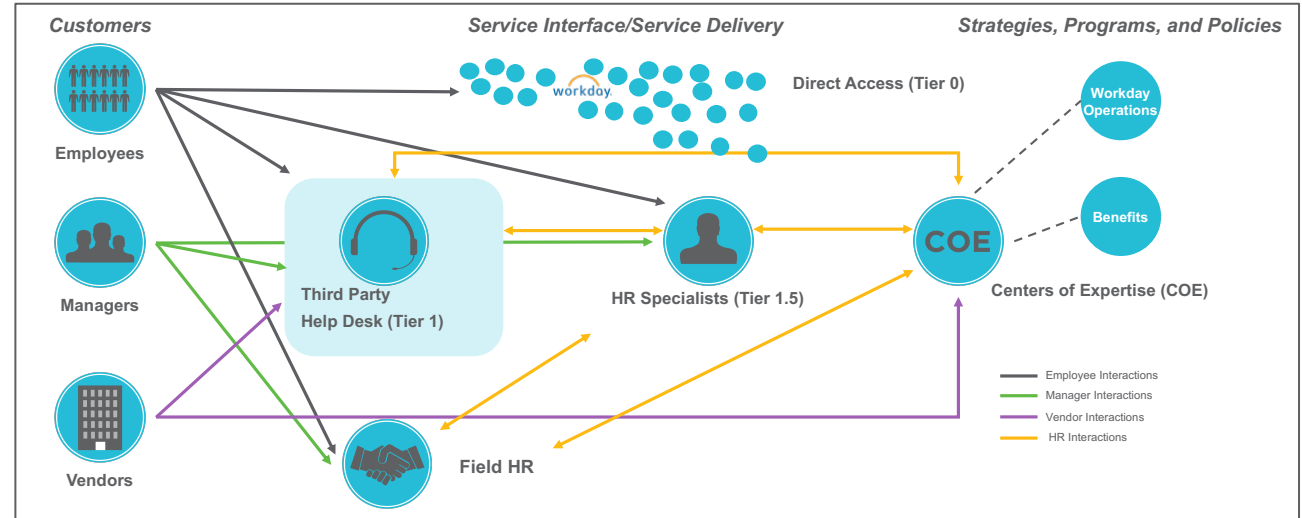 Customers
Service Interface/Service Delivery
Strategies, Programs, and Policies
workday.
Direct Access (Tier 0)
Workday
Operations
Employees
Benefits
COE
Managers
Third Party
Help Desk (Tier 1)
HR Specialists (Tier 1.5)
Centers of Expertise (COE)
Employee Interactions
Manager Interactions
Vendor Interactions
HR Interactions
Vendors
Field HR